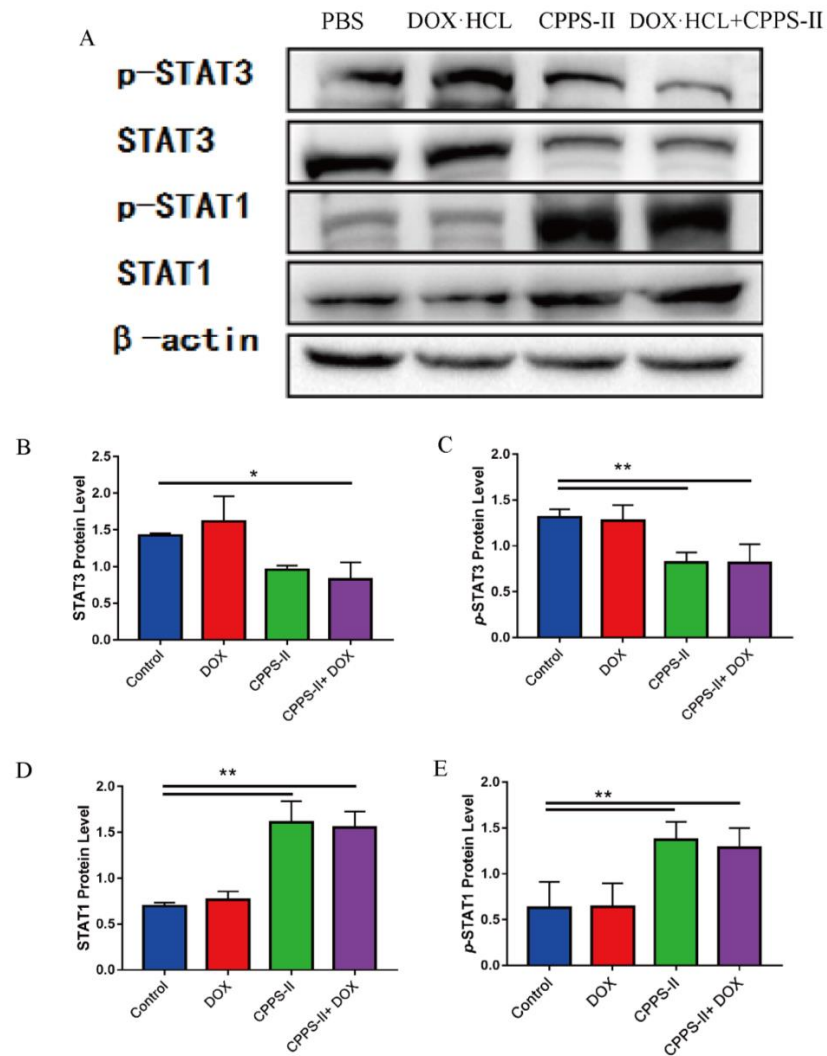 A PBS DOX·HCL CPPS-II DOX·HCL+CPPS-II
p-STAT3
STAT3
p-STAT1
STAT1
β-actin
B
STAT3 Protein Level
2.5
2.0
1.5
1.0
0.5
0.0
*
Control DOX CPPS-II CPPS-II+ DOX
C
p-STAT3 Protein Level
2.0
1.5
1.0
0.5
0.0
**
Control DOX CPPS-II CPPS-II+ DOX
D
STAT1 Protein Level
2.0
1.5
1.0
0.5
0.0
**
Control DOX CPPS-II CPPS-II+ DOX
E
p-STAT1 Protein Level
2.0
1.5
1.0
0.5
0.0
**
Control DOX CPPS-II CPPS-II+ DOX